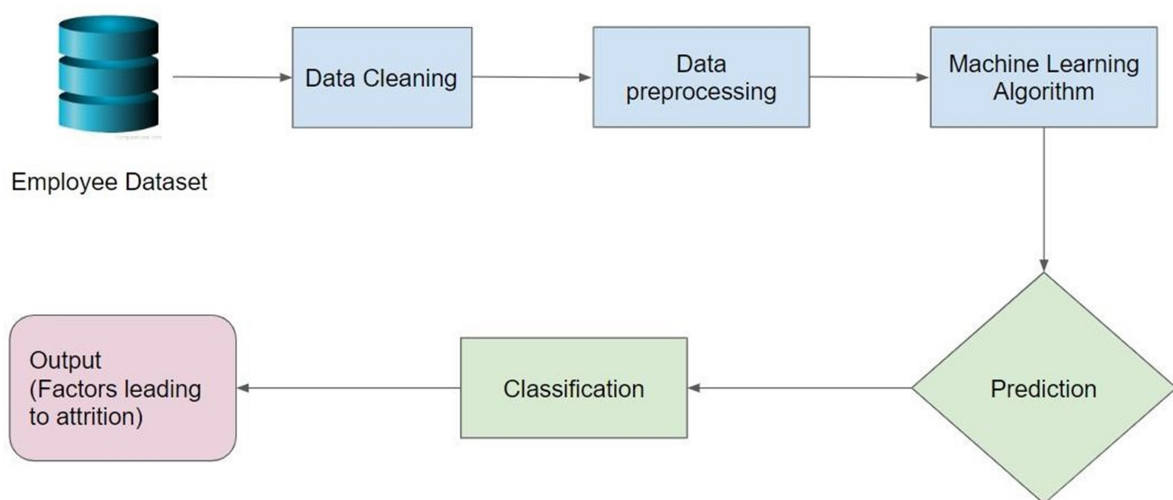 Data Cleaning
Data
preprocessing
Machine Learning
Algorithm
Employee Dataset
Output
(Factors leading
to attrition)
Classification
Prediction